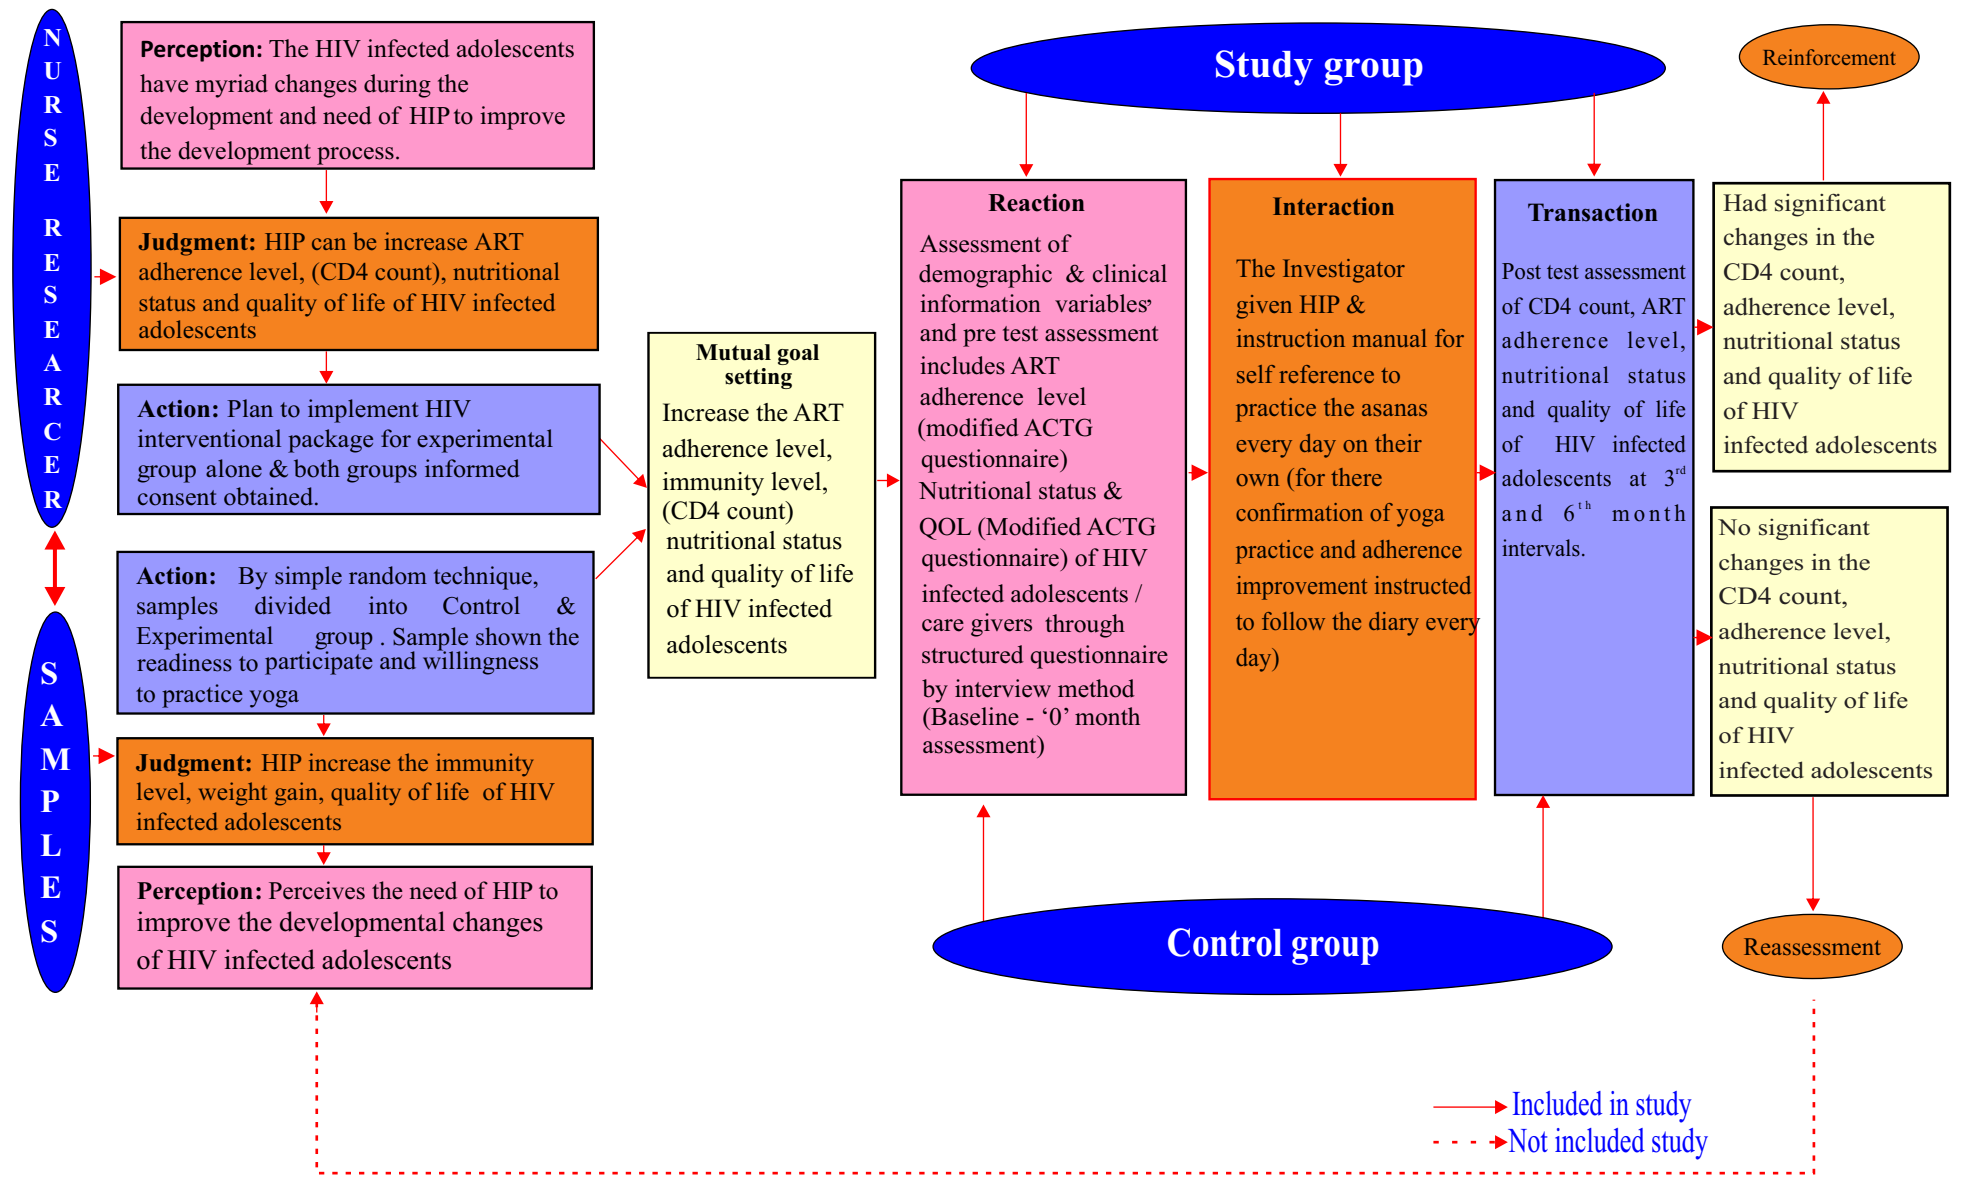 NURSE RESEARCER
Perception: The HIV infected adolescents
have myriad changes during the
development and need of HIP to improve
the development process.
Judgment: HIP can be increase ART
adherence level, (CD4 count), nutritional
status and quality of life of HIV infected
adolescents
Action: Plan to implement HIV
interventional package for experimental
group alone & both groups informed
consent obtained.
SAMPLES
Action: By simple random technique,
samples divided into Control &
Experimental group . Sample shown the
readiness to participate and willingness
to practice yoga
Judgment: HIP increase the immunity
level, weight gain, quality of life of HIV
infected adolescents
Perception: Perceives the need of HIP to
improve the developmental changes
of HIV infected adolescents
Mutual goal
setting
Increase the ART
adherence level,
immunity level,
(CD4 count)
nutritional status
and quality of life
of HIV infected
adolescents
Study group
Reaction
Assessment of
demographic & clinical
information variables,
and pre test assessment
includes ART
adherence level
(modified ACTG
questionnaire)
Nutritional status &
QOL (Modified ACTG
questionnaire) of HIV
infected adolescents /
care givers through
structured questionnaire
by interview method
(Baseline - ‘0’ month
assessment)
Interaction
The Investigator
given HIP &
instruction manual for
self reference to
practice the asanas
every day on their
own (for there
confirmation of yoga
practice and adherence
improvement instructed
to follow the diary every
day)
Transaction
Post test assessment
of CD4 count, ART
adherence level,
nutritional status
and quality of life
of HIV infected
adolescents at 3rd
and 6th month
intervals.
Control group
Reinforcement
Had significant
changes in the
CD4 count,
adherence level,
nutritional status
and quality of life
of HIV
infected adolescents
No significant
changes in the
CD4 count,
adherence level,
nutritional status
and quality of life
of HIV
infected adolescents
Reassessment
Included in study
Not included study